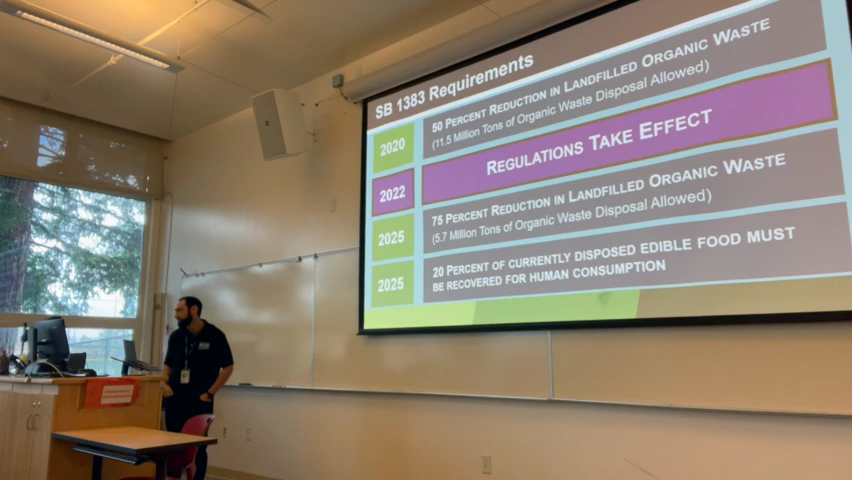 SB 1383 Requirements
2020
50 PERCENT REDUCTION IN LANDFILLED ORGANIC WASTE
(11.5 Million Tons of Organic Waste Disposal Allowed)
2022
REGULATIONS TAKE EFFECT
2025
75 PERCENT REDUCTION IN LANDFILLED ORGANIC WASTE
(5.7 Million Tons of Organic Waste Disposal Allowed)
2025
20 PERCENT OF CURRENTLY DISPOSED EDIBLE FOOD MUST
BE RECOVERED FOR HUMAN CONSUMPTION